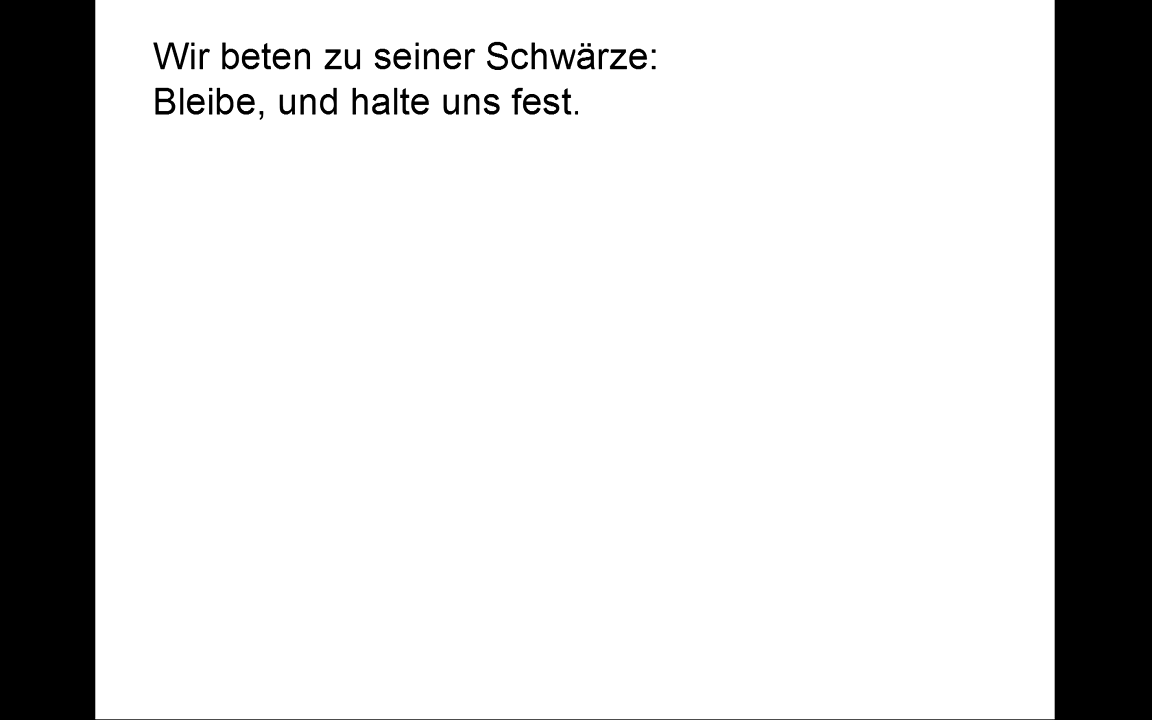 Wir beten zu seiner Schwärze:
Bleibe, und halte uns fest.